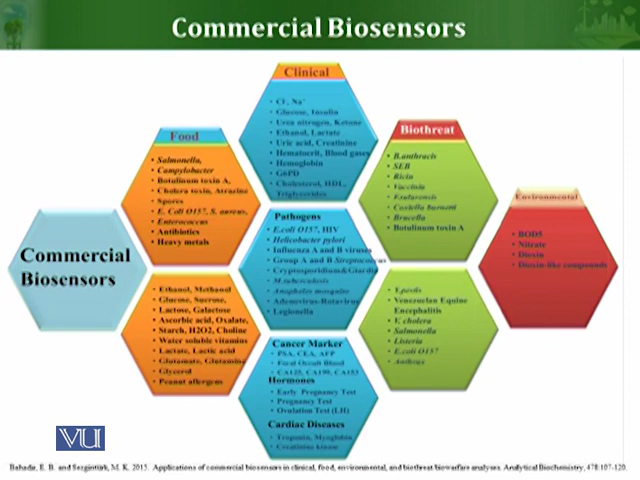 Commercial Biosensors
Clinical
• Cl-, Na+
• Glucose, Insulin
• Urea nitrogen, Ketone
• Ethanol, Lactate
• Uric acid, Creatinine
• Hematocrit, Blood gases
• Hemoglobin
• G6PD
• Cholesterol, HDL,
Triglycerides
Food
• Salmonella,
• Campylobacter
• Botulinum toxin A,
• Cholera toxin, Atrazine
• Spores
• E. Coli O157, S. aureus,
• Enterococcus
• Antibiotics
• Heavy metals
Biothreat
• B.anthracis
• SEB
• Ricin
• Vaccinia
• Coxiella burnetti
• Brucella
• Botulinum toxin A
Environmental
• BOD5
• Nitrate
• Dioxin
• Dioxin-like compounds
Pathogens
• E.coli O157, HIV
• Helicobacter pylori
• Influenza A and B viruses
• Group A and B Streptococcus
• Cryptosporidium&Giardia
• M.tuberculosis
• Anopheles mosquito
• Adenovirus-Rotavirus
• Legionella
Commercial
Biosensors
• Ethanol, Methanol
• Glucose, Sucrose,
• Lactose, Galactose
• Ascorbic acid, Oxalate,
• Starch, H2O2, Choline
• Water soluble vitamins
• Lactate, Lactic acid
• Glutamate, Glutamine
• Glycerol
• Peanut allergens
• Venezuelan Equine
Encephalitis
• V. cholera
• Salmonella
• Listeria
• E.coli O157
Cancer Marker
• PSA, CEA, AFP
• Fecal Occult Blood
• CA125, CA199, CA153
Hormones
• Early Pregnancy Test
• Pregnancy Test
• Ovulation Test (LH)
Cardiac Diseases
• Troponin, Myoglobin
• Creatinine kinase
VU
Bahadır, E. B. and Sezgintürk, M. K. 2015. Applications of commercial biosensors in clinical, food, environmental, and biothreat/biowarfare analyses. Analytical Biochemistry, 478:107-120.